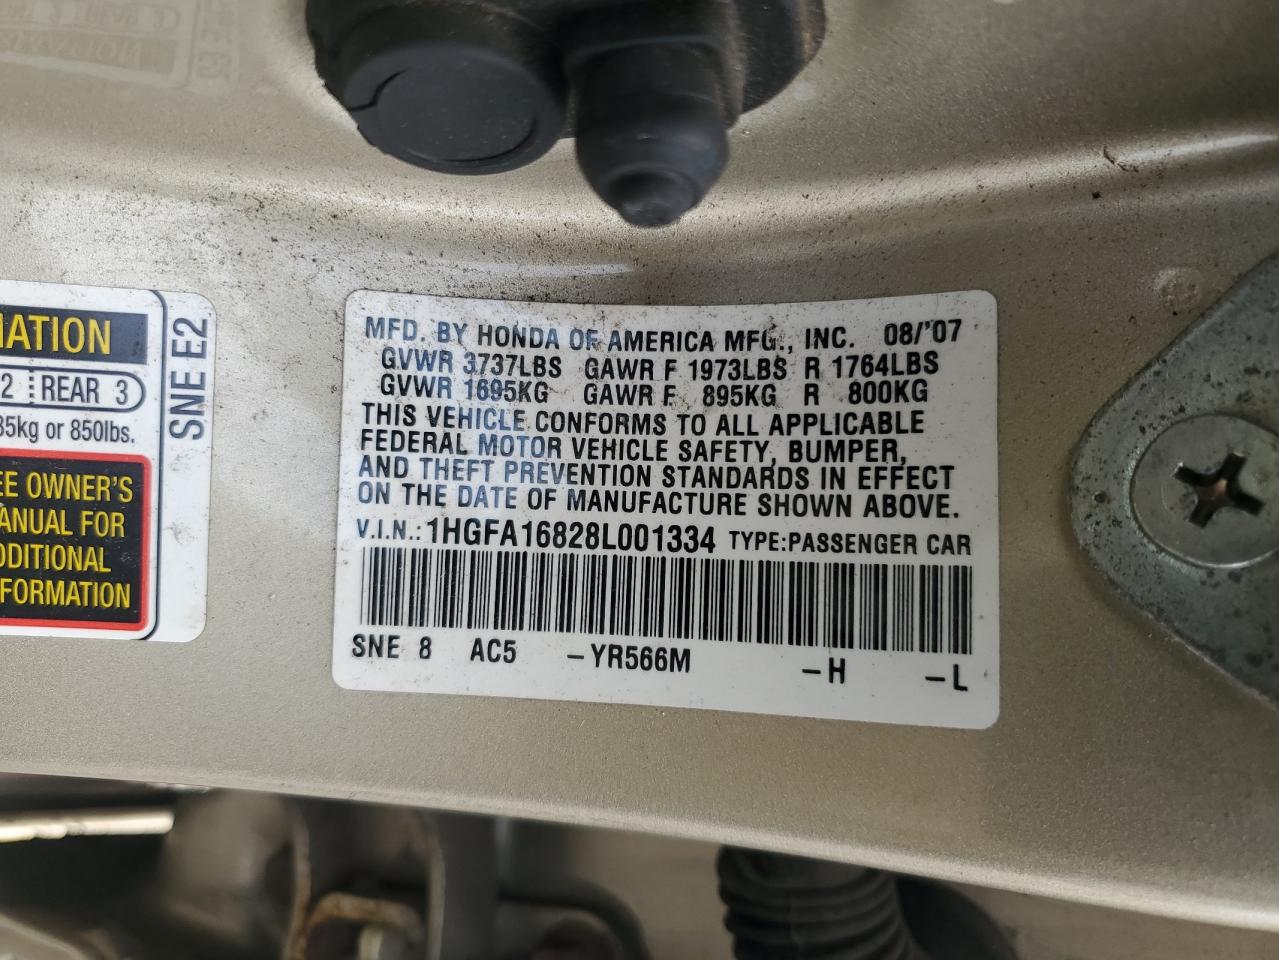 MATION
2 REAR 3
35kg or 850lbs.
EE OWNER'S
ANUAL FOR
DDITIONAL
FORMATION
SNE E2
MFD. BY HONDA OF AMERICA MFG., INC. 08/'07
GVWR 3737LBS GAWR F 1973LBS R 1764LBS
GVWR 1695KG GAWR F 895KG R 800KG
THIS VEHICLE CONFORMS TO ALL APPLICABLE
FEDERAL MOTOR VEHICLE SAFETY, BUMPER,
AND THEFT PREVENTION STANDARDS IN EFFECT
ON THE DATE OF MANUFACTURE SHOWN ABOVE.
V.I.N.: 1HGFA16828L001334 TYPE:PASSENGER CAR
SNE 8 AC5 -YR566M -H -L